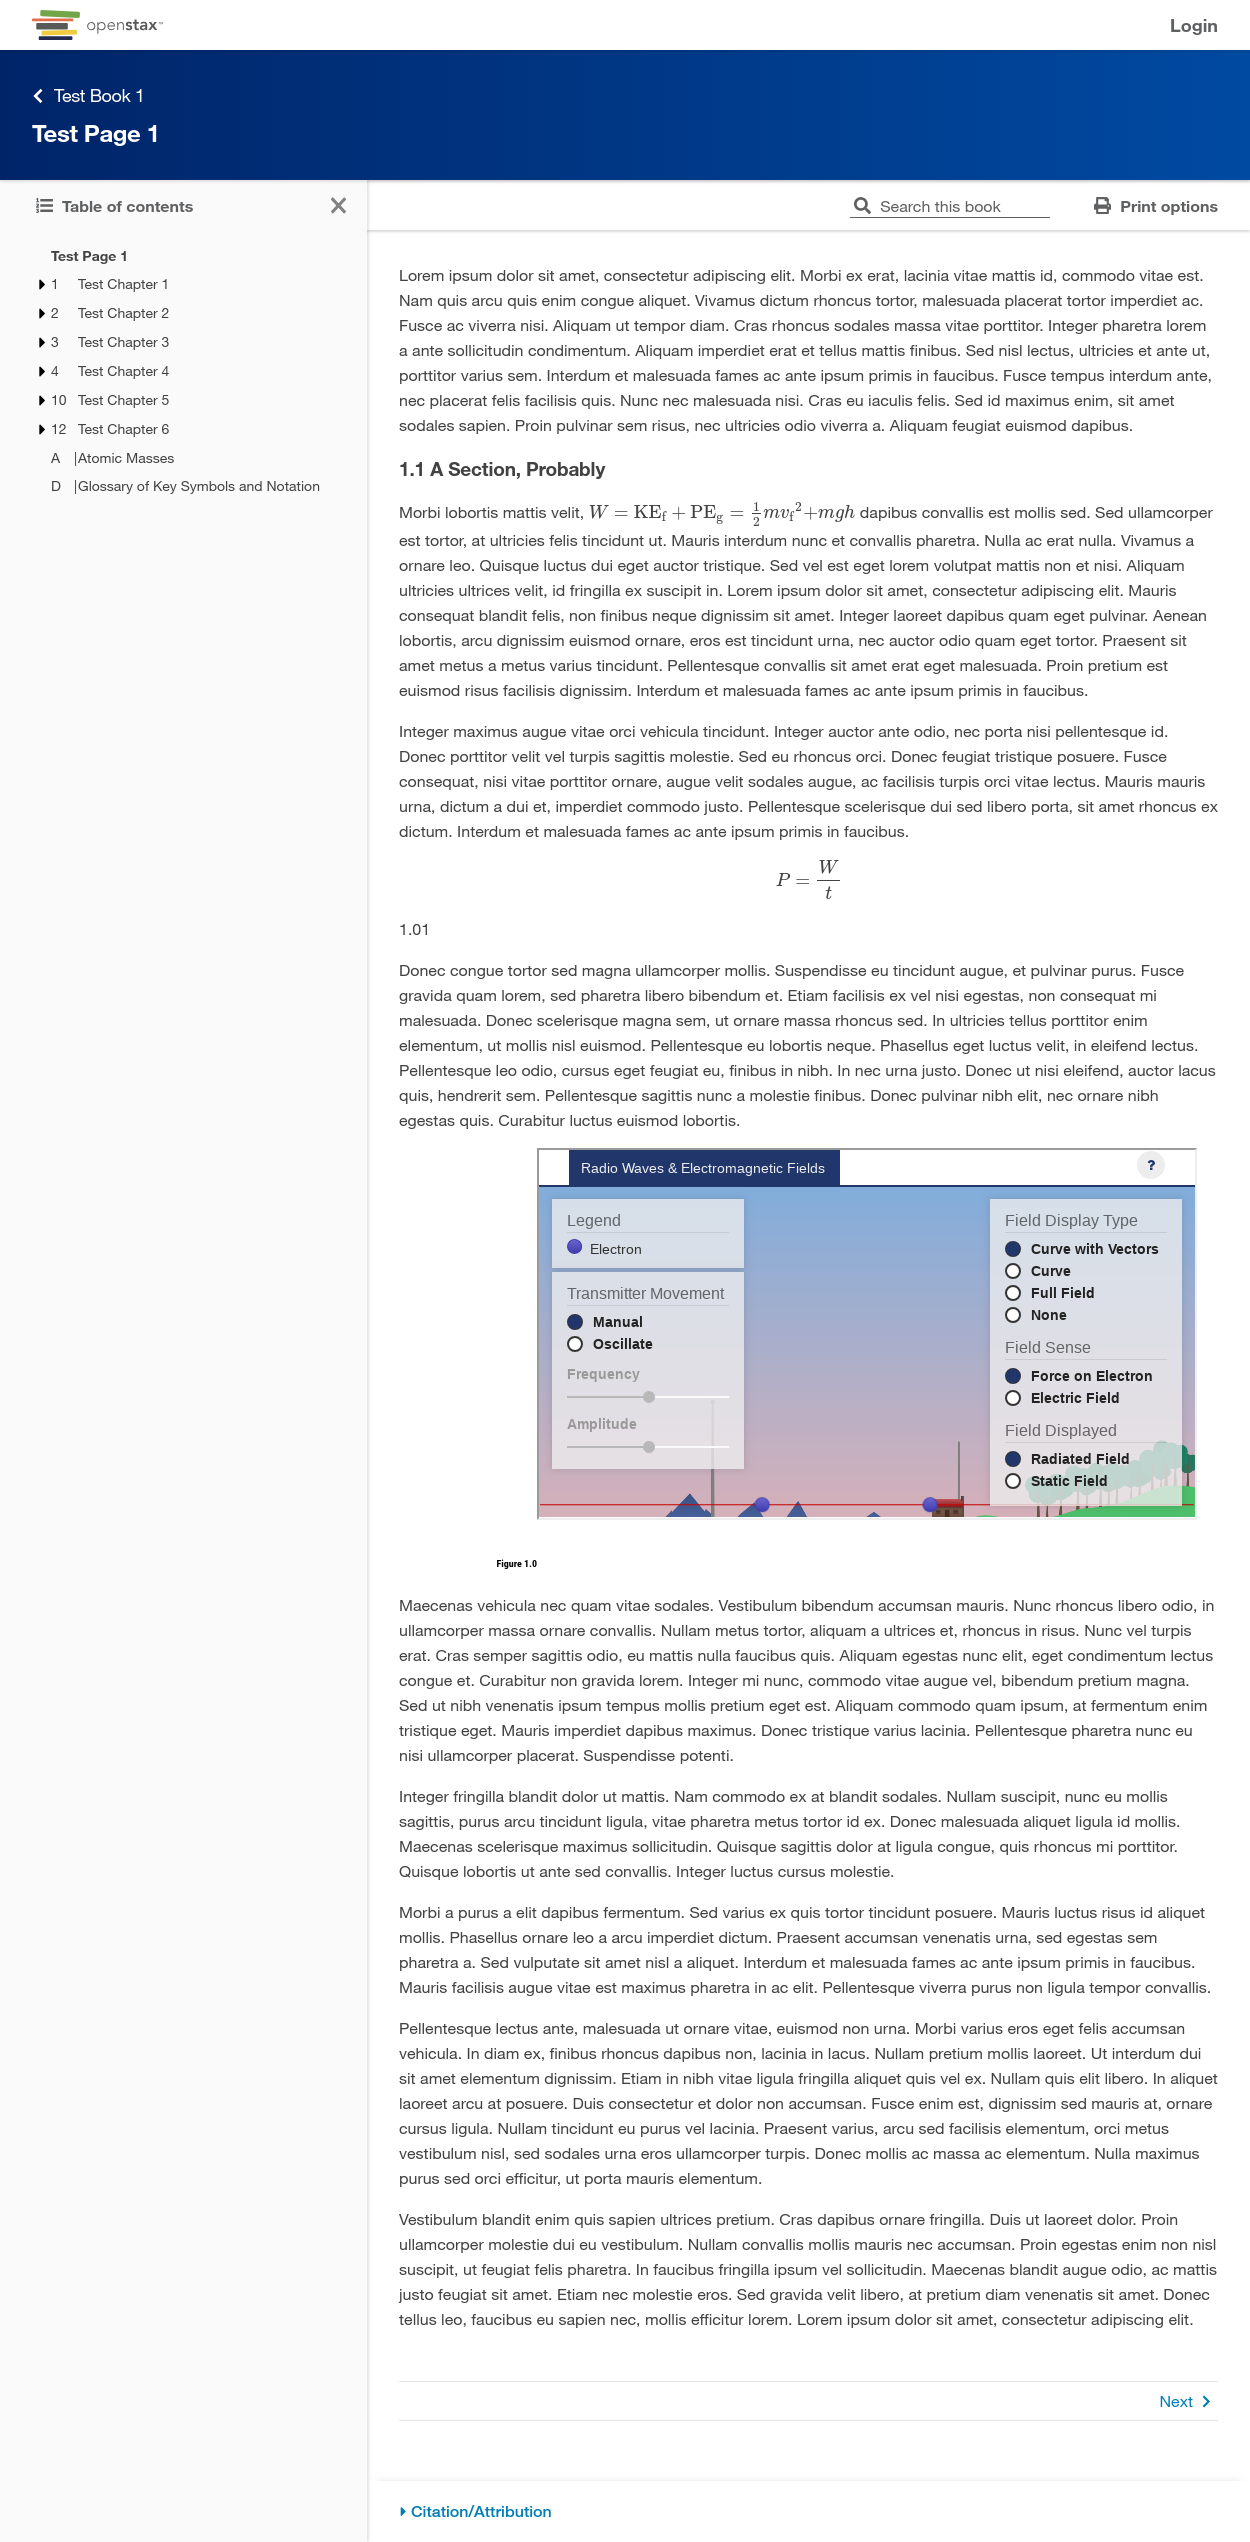 openstax™
Login
Test Book 1
Test Page 1
Table of contents
Search this book
Print options
Test Page 1
1 Test Chapter 1
2 Test Chapter 2
3 Test Chapter 3
4 Test Chapter 4
10 Test Chapter 5
12 Test Chapter 6
A |Atomic Masses
D |Glossary of Key Symbols and Notation
Lorem ipsum dolor sit amet, consectetur adipiscing elit. Morbi ex erat, lacinia vitae mattis id, commodo vitae est.
Nam quis arcu quis enim congue aliquet. Vivamus dictum rhoncus tortor, malesuada placerat tortor imperdiet ac.
Fusce ac viverra nisi. Aliquam ut tempor diam. Cras rhoncus sodales massa vitae porttitor. Integer pharetra lorem
a ante sollicitudin condimentum. Aliquam imperdiet erat et tellus mattis finibus. Sed nisl lectus, ultricies et ante ut,
porttitor varius sem. Interdum et malesuada fames ac ante ipsum primis in faucibus. Fusce tempus interdum ante,
nec placerat felis facilisis quis. Nunc nec malesuada nisi. Cras eu iaculis felis. Sed id maximus enim, sit amet
sodales sapien. Proin pulvinar sem risus, nec ultricies odio viverra a. Aliquam feugiat euismod dapibus.
1.1 A Section, Probably
Morbi lobortis mattis velit, W = KE_f + PE_g = 1/2 mv_f² + mgh dapibus convallis est mollis sed. Sed ullamcorper
est tortor, at ultricies felis tincidunt ut. Mauris interdum nunc et convallis pharetra. Nulla ac erat nulla. Vivamus a
ornare leo. Quisque luctus dui eget auctor tristique. Sed vel est eget lorem volutpat mattis non et nisi. Aliquam
ultricies ultrices velit, id fringilla ex suscipit in. Lorem ipsum dolor sit amet, consectetur adipiscing elit. Mauris
consequat blandit felis, non finibus neque dignissim sit amet. Integer laoreet dapibus quam eget pulvinar. Aenean
lobortis, arcu dignissim euismod ornare, eros est tincidunt urna, nec auctor odio quam eget tortor. Praesent sit
amet metus a metus varius tincidunt. Pellentesque convallis sit amet erat eget malesuada. Proin pretium est
euismod risus facilisis dignissim. Interdum et malesuada fames ac ante ipsum primis in faucibus.
Integer maximus augue vitae orci vehicula tincidunt. Integer auctor ante odio, nec porta nisi pellentesque id.
Donec porttitor velit vel turpis sagittis molestie. Sed eu rhoncus orci. Donec feugiat tristique posuere. Fusce
consequat, nisi vitae porttitor ornare, augue velit sodales augue, ac facilisis turpis orci vitae lectus. Mauris mauris
urna, dictum a dui et, imperdiet commodo justo. Pellentesque scelerisque dui sed libero porta, sit amet rhoncus ex
dictum. Interdum et malesuada fames ac ante ipsum primis in faucibus.
P = W/t
1.01
Donec congue tortor sed magna ullamcorper mollis. Suspendisse eu tincidunt augue, et pulvinar purus. Fusce
gravida quam lorem, sed pharetra libero bibendum et. Etiam facilisis ex vel nisi egestas, non consequat mi
malesuada. Donec scelerisque magna sem, ut ornare massa rhoncus sed. In ultricies tellus porttitor enim
elementum, ut mollis nisl euismod. Pellentesque eu lobortis neque. Phasellus eget luctus velit, in eleifend lectus.
Pellentesque leo odio, cursus eget feugiat eu, finibus in nibh. In nec urna justo. Donec ut nisi eleifend, auctor lacus
quis, hendrerit sem. Pellentesque sagittis nunc a molestie finibus. Donec pulvinar nibh elit, nec ornare nibh
egestas quis. Curabitur luctus euismod lobortis.
Radio Waves & Electromagnetic Fields
?
Legend
Electron
Transmitter Movement
Manual
Oscillate
Frequency
Amplitude
Field Display Type
Curve with Vectors
Curve
Full Field
None
Field Sense
Force on Electron
Electric Field
Field Displayed
Radiated Field
Static Field
Figure 1.0
Maecenas vehicula nec quam vitae sodales. Vestibulum bibendum accumsan mauris. Nunc rhoncus libero odio, in
ullamcorper massa ornare convallis. Nullam metus tortor, aliquam a ultrices et, rhoncus in risus. Nunc vel turpis
erat. Cras semper sagittis odio, eu mattis nulla faucibus quis. Aliquam egestas nunc elit, eget condimentum lectus
congue et. Curabitur non gravida lorem. Integer mi nunc, commodo vitae augue vel, bibendum pretium magna.
Sed ut nibh venenatis ipsum tempus mollis pretium eget est. Aliquam commodo quam ipsum, at fermentum enim
tristique eget. Mauris imperdiet dapibus maximus. Donec tristique varius lacinia. Pellentesque pharetra nunc eu
nisi ullamcorper placerat. Suspendisse potenti.
Integer fringilla blandit dolor ut mattis. Nam commodo ex at blandit sodales. Nullam suscipit, nunc eu mollis
sagittis, purus arcu tincidunt ligula, vitae pharetra metus tortor id ex. Donec malesuada aliquet ligula id mollis.
Maecenas scelerisque maximus sollicitudin. Quisque sagittis dolor at ligula congue, quis rhoncus mi porttitor.
Quisque lobortis ut ante sed convallis. Integer luctus cursus molestie.
Morbi a purus a elit dapibus fermentum. Sed varius ex quis tortor tincidunt posuere. Mauris luctus risus id aliquet
mollis. Phasellus ornare leo a arcu imperdiet dictum. Praesent accumsan venenatis urna, sed egestas sem
pharetra a. Sed vulputate sit amet nisl a aliquet. Interdum et malesuada fames ac ante ipsum primis in faucibus.
Mauris facilisis augue vitae est maximus pharetra in ac elit. Pellentesque viverra purus non ligula tempor convallis.
Pellentesque lectus ante, malesuada ut ornare vitae, euismod non urna. Morbi varius eros eget felis accumsan
vehicula. In diam ex, finibus rhoncus dapibus non, lacinia in lacus. Nullam pretium mollis laoreet. Ut interdum dui
sit amet elementum dignissim. Etiam in nibh vitae ligula fringilla aliquet quis vel ex. Nullam quis elit libero. In aliquet
laoreet arcu at posuere. Duis consectetur et dolor non accumsan. Fusce enim est, dignissim sed mauris at, ornare
cursus ligula. Nullam tincidunt eu purus vel lacinia. Praesent varius, arcu sed facilisis elementum, orci metus
vestibulum nisl, sed sodales urna eros ullamcorper turpis. Donec mollis ac massa ac elementum. Nulla maximus
purus sed orci efficitur, ut porta mauris elementum.
Vestibulum blandit enim quis sapien ultrices pretium. Cras dapibus ornare fringilla. Duis ut laoreet dolor. Proin
ullamcorper molestie dui eu vestibulum. Nullam convallis mollis mauris nec accumsan. Proin egestas enim non nisl
suscipit, ut feugiat felis pharetra. In faucibus fringilla ipsum vel sollicitudin. Maecenas blandit augue odio, ac mattis
justo feugiat sit amet. Etiam nec molestie eros. Sed gravida velit libero, at pretium diam venenatis sit amet. Donec
tellus leo, faucibus eu sapien nec, mollis efficitur lorem. Lorem ipsum dolor sit amet, consectetur adipiscing elit.
Next
Citation/Attribution